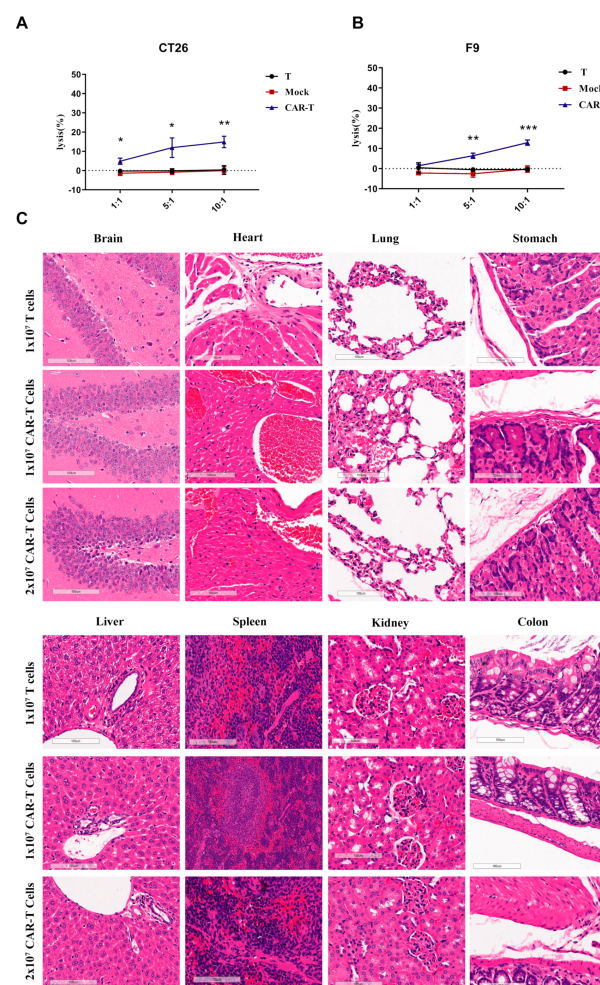 A
CT26
lysis(%)
50
40
30
20
10
0
-10
1:1
5:1
10:1
*
*
**
T
Mock
CAR-T
B
F9
lysis(%)
50
40
30
20
10
0
-10
1:1
5:1
10:1
**
***
T
Mock
CAR
C
Brain
Heart
Lung
Stomach
1x10⁷ T cells
1x10⁷ CAR-T Cells
2x10⁷ CAR-T Cells
Liver
Spleen
Kidney
Colon
1x10⁷ T cells
1x10⁷ CAR-T Cells
2x10⁷ CAR-T Cells